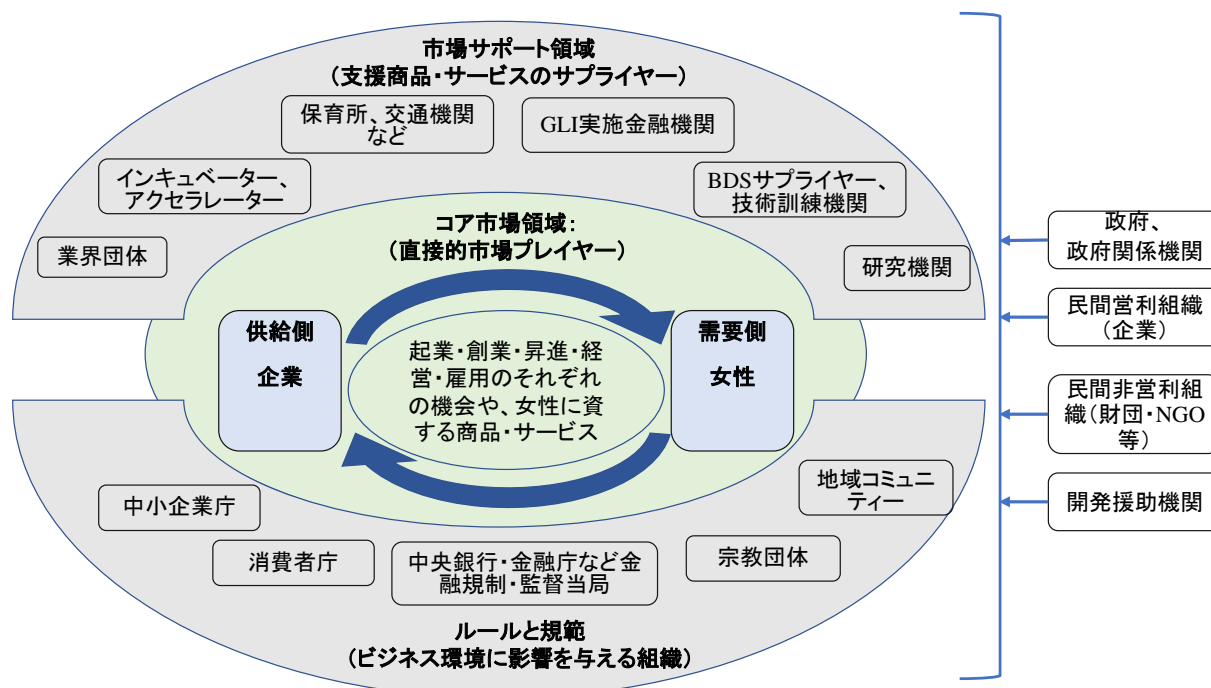 市場サポート領域
（支援商品・サービスのサプライヤー）
保育所、交通機関
など
GLI実施金融機関
インキュベーター、
アクセラレーター
BDSサプライヤー、
技術訓練機関
業界団体
研究機関
コア市場領域：
（直接的市場プレイヤー）
供給側
企業
起業・創業・昇進・経
営・雇用のそれぞれ
の機会や、女性に資
する商品・サービス
需要側
女性
中小企業庁
消費者庁
中央銀行・金融庁など金
融規制・監督当局
宗教団体
地域コミュニ
ティー
ルールと規範
（ビジネス環境に影響を与える組織）
政府、
政府関係機関
民間営利組織
（企業）
民間非営利組
織（財団・NGO
等）
開発援助機関